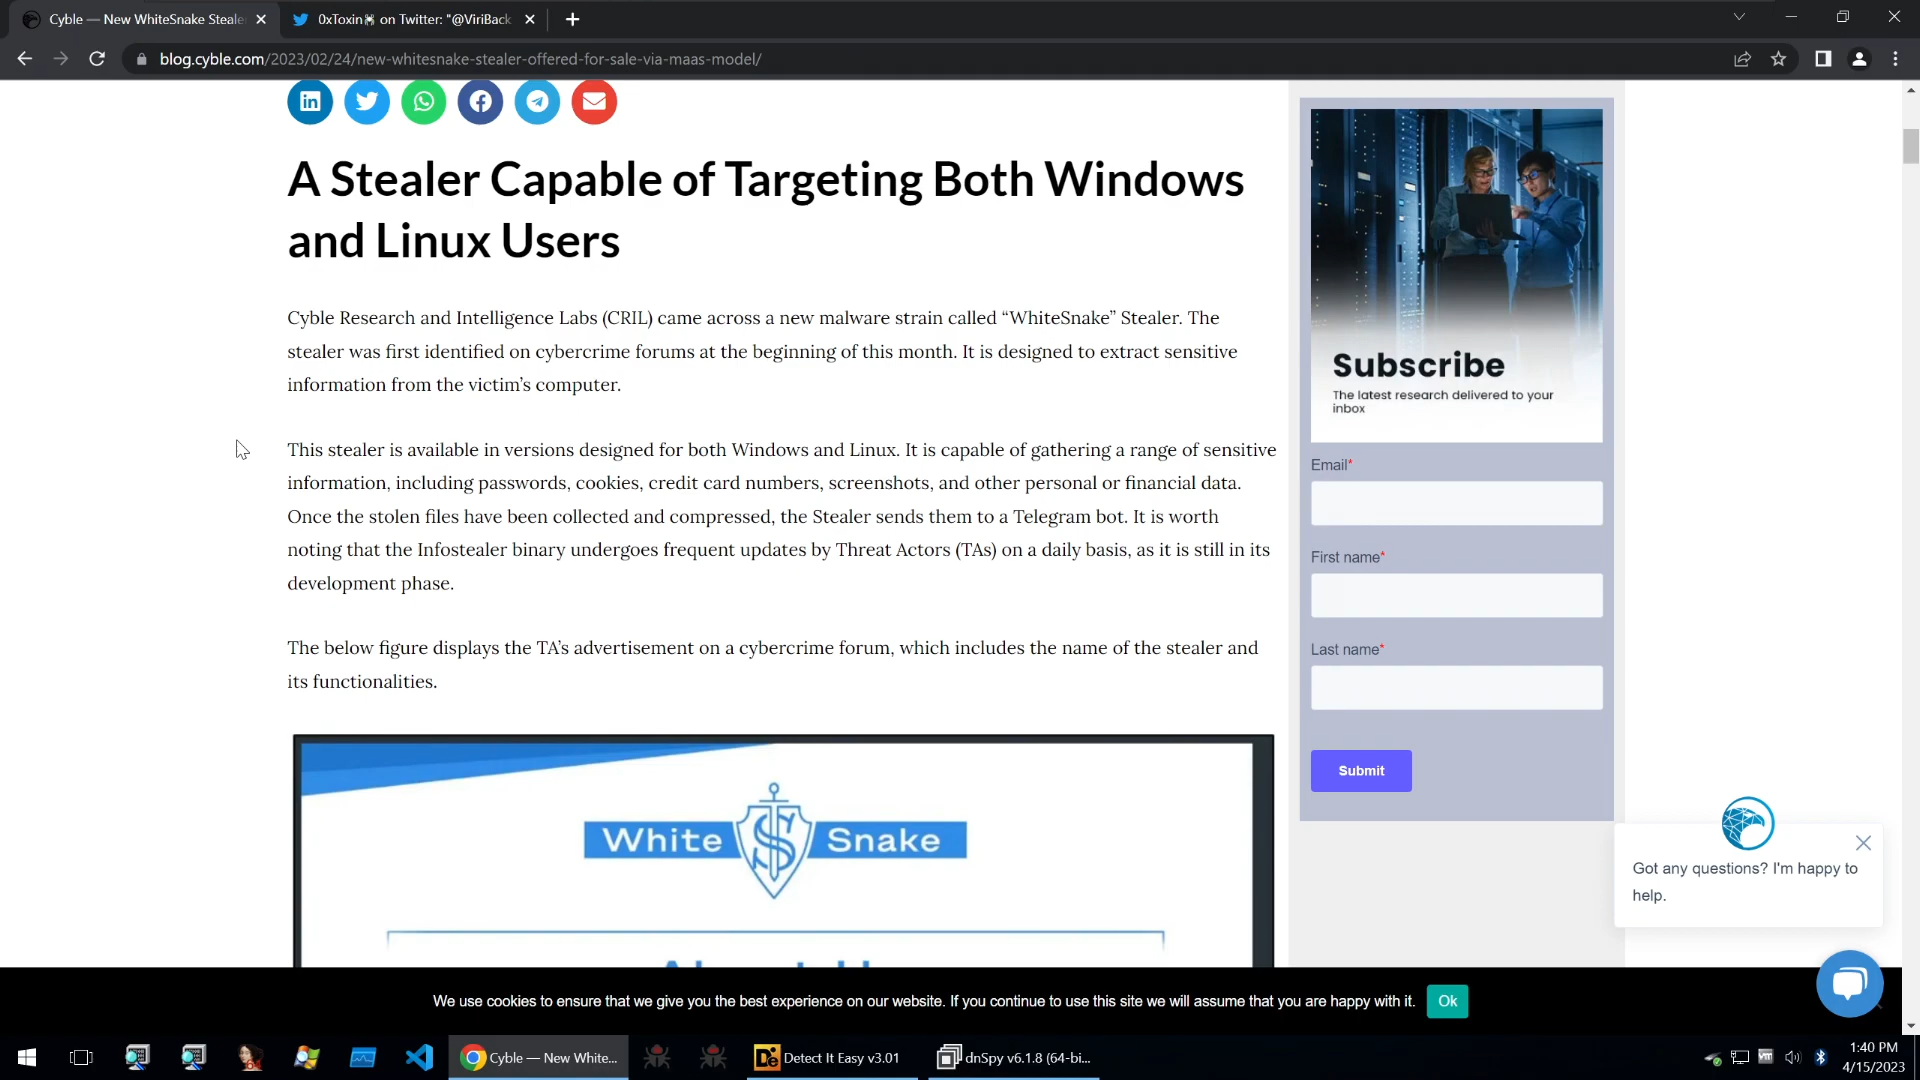 Cyble — New WhiteSnake Stealer
0xToxin on Twitter: "@ViriBack
blog.cyble.com/2023/02/24/new-whitesnake-stealer-offered-for-sale-via-maas-model/
in
A Stealer Capable of Targeting Both Windows
and Linux Users
Cyble Research and Intelligence Labs (CRIL) came across a new malware strain called “WhiteSnake” Stealer. The
stealer was first identified on cybercrime forums at the beginning of this month. It is designed to extract sensitive
information from the victim’s computer.
This stealer is available in versions designed for both Windows and Linux. It is capable of gathering a range of sensitive
information, including passwords, cookies, credit card numbers, screenshots, and other personal or financial data.
Once the stolen files have been collected and compressed, the Stealer sends them to a Telegram bot. It is worth
noting that the Infostealer binary undergoes frequent updates by Threat Actors (TAs) on a daily basis, as it is still in its
development phase.
The below figure displays the TA’s advertisement on a cybercrime forum, which includes the name of the stealer and
its functionalities.
White Snake
Subscribe
The latest research delivered to your
inbox
Email*
First name*
Last name*
Submit
Got any questions? I'm happy to
help.
We use cookies to ensure that we give you the best experience on our website. If you continue to use this site we will assume that you are happy with it.
Ok
Cyble — New White...
Detect It Easy v3.01
dnSpy v6.1.8 (64-bi...
1:40 PM
4/15/2023